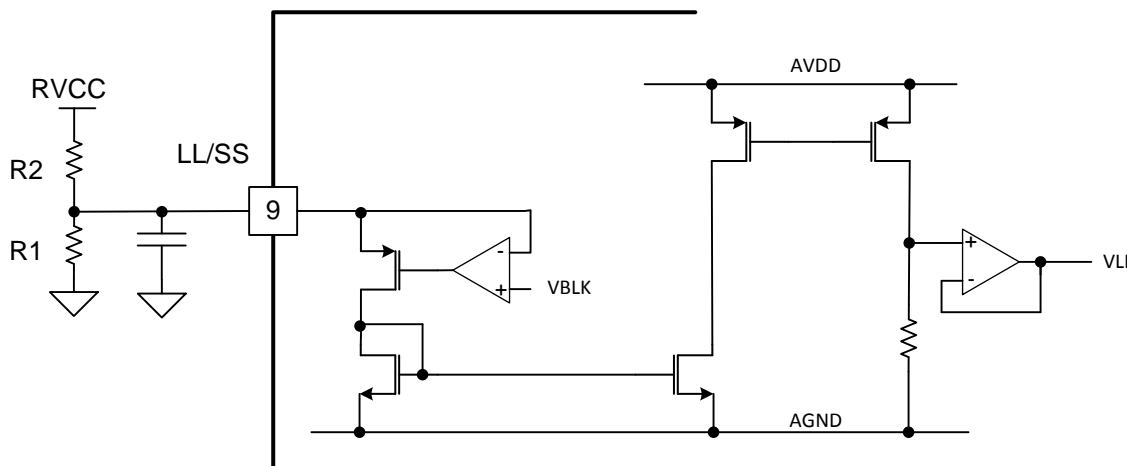 RVCC
AVDD
R2
LL/SS
9
R1
-
+
VBLK
+
-
AGND